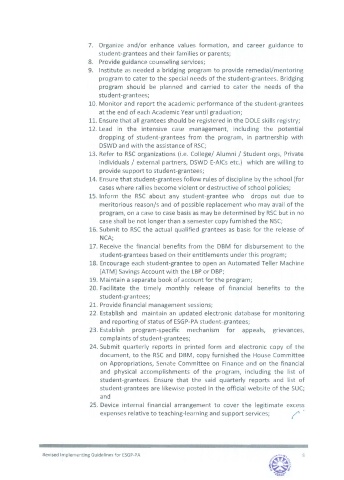 7. Organize and/or enhance values formution, and career guidance to
student-grantees and their families or parents;
8. Provide guidance counseling services;
9. Institute as needed a bridging program to provide remedial/mentoring
program to cater to the special needs of the student-grantees. Bridging
program should be planned and carried to cater the needs of the
student-grantees;
10. Monitor and report the academic performance of the student-grantees
at the end of each Academic Year until graduation;
11. Ensure that all grantees should be registered in the DOLE skills registry;
12. Lead in the intensive case management, including the potential
dropping of student-grantees from the program, in partnership with
DSWD and with the assistance of RSC;
13. Refer to RSC organizations (i.e. College/ Alumni / Student orgs, Private
Individuals / external partners, DSWD E-AICs etc.) which are willing to
provide support to student-grantees;
14. Ensure that student-grantees follow rules of discipline by the school (for
cases where rallies become violent or destructive of school policies;
15. Inform the RSC about any student-grantee who drops out due to
meritorious reason/s and of possible replacement who may avail of the
program, on a case to case basis as may be determined by RSC but in no
case shall be not longer than a semester copy furnished the NSC;
16. Submit to RSC the actual qualified grantees as basis for the release of
NCA;
17. Receive the financial benefits from the DBM for disbursement to the
student-grantees based on their entitlements under this program;
18. Encourage each student-grantee to open an Automated Teller Machine
(ATM) Savings Account with the LBP or DBP;
19. Maintain a separate book of account for the program;
20. Facilitate the timely monthly release of financial benefits to the
student-grantees;
21. Provide financial management sessions;
22. Establish and maintain an updated electronic database for monitoring
and reporting of status of ESGP-PA student-grantees;
23. Establish program-specific mechanism for appeals, grievances,
complaints of student-grantees;
24. Submit quarterly reports in printed form and electronic copy of the
document, to the RSC and DBM, copy furnished the House Committee
on Appropriations, Senate Committee on Finance and on the financial
and physical accomplishments of the program, including the list of
student-grantees. Ensure that the said quarterly reports and list of
student-grantees are likewise posted in the official website of the SUC;
and
25. Device internal financial arrangement to cover the legitimate excess
expenses relative to teaching-learning and support services;
Revised Implementing Guidelines for ESGP-PA